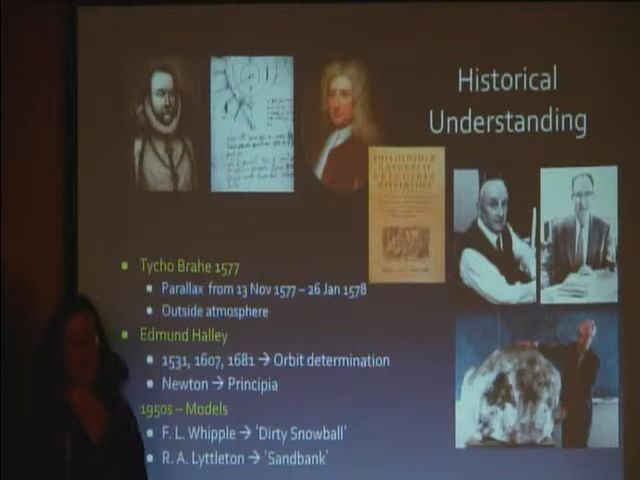 Historical
Understanding
Tycho Brahe 1577
Parallax from 13 Nov 1577 – 26 Jan 1578
Outside atmosphere
Edmund Halley
1531, 1607, 1681 → Orbit determination
Newton → Principia
1950s – Models
F. L. Whipple → 'Dirty Snowball'
R. A. Lyttleton → 'Sandbank'